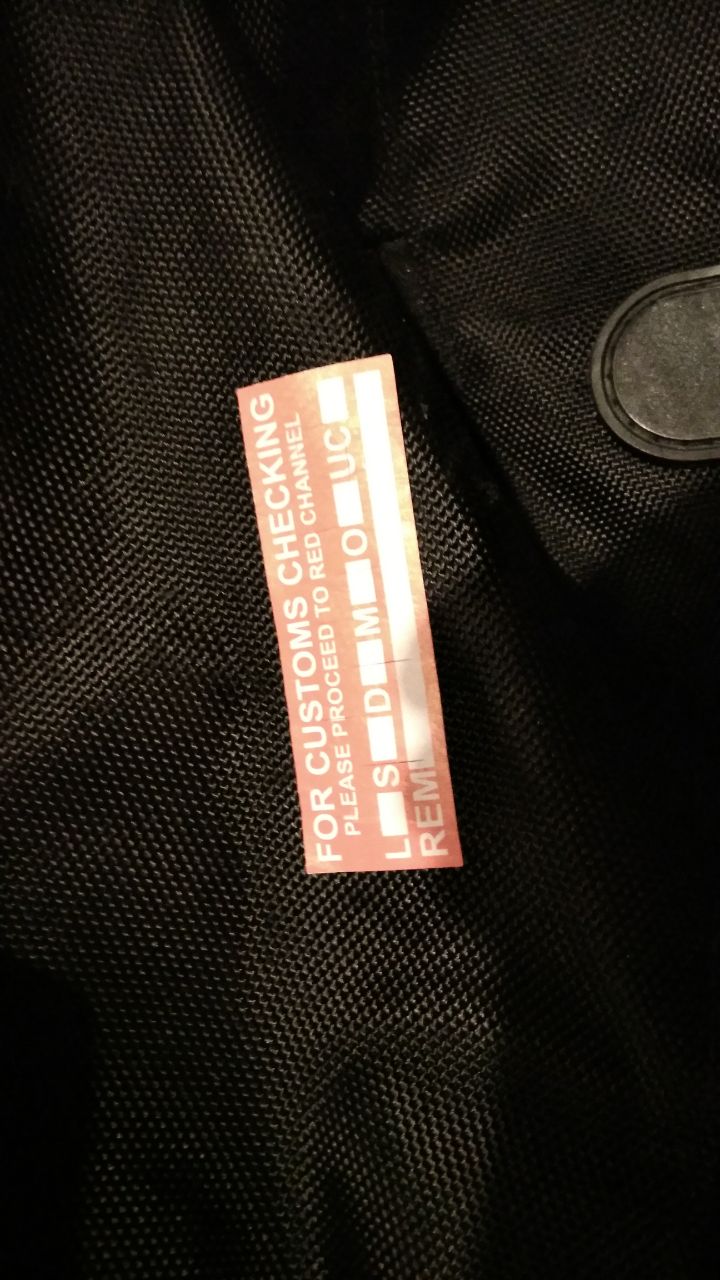 FOR CUSTOMS CHECKING
PLEASE PROCEED TO RED CHANNEL
L S D M O UC
REM